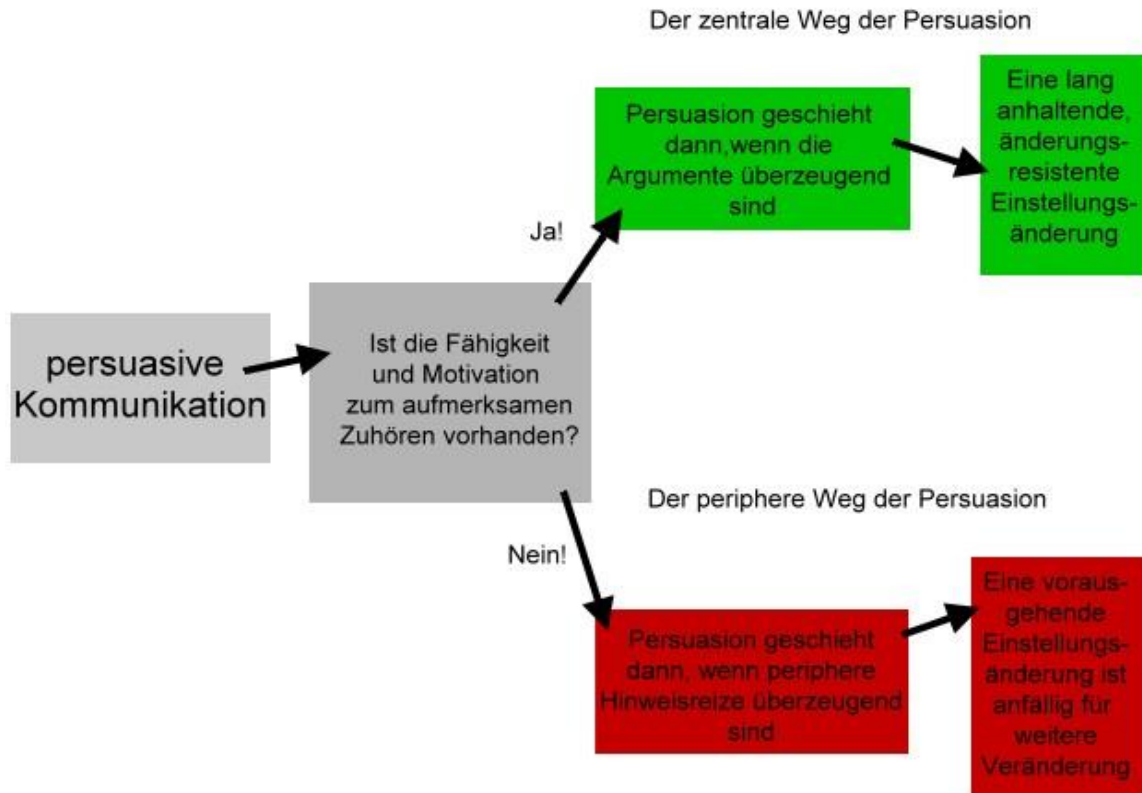 Der zentrale Weg der Persuasion
Persuasion geschieht
dann,wenn die
Argumente überzeugend
sind
Eine lang
anhaltende,
änderungs-
resistente
Einstellungs-
änderung
Ja!
persuasive
Kommunikation
Ist die Fähigkeit
und Motivation
zum aufmerksamen
Zuhören vorhanden?
Der periphere Weg der Persuasion
Nein!
Persuasion geschieht
dann, wenn periphere
Hinweisreize überzeugend
sind
Eine voraus-
gehende
Einstellungs-
änderung ist
anfällig für
weitere
Veränderung